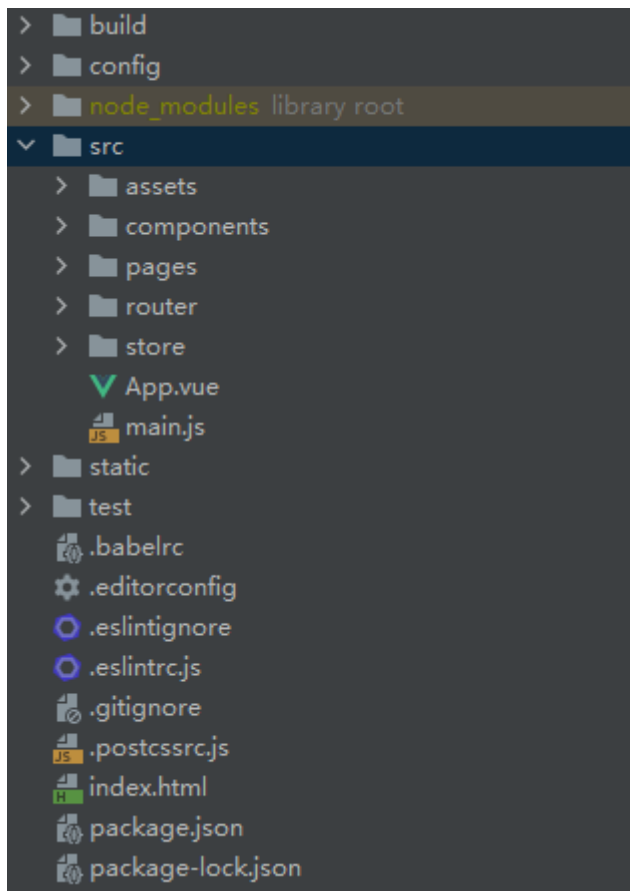 build
config
node_modules library root
src
assets
components
pages
router
store
App.vue
main.js
static
test
.babelrc
.editorconfig
.eslintignore
.eslintrc.js
.gitignore
.postcssrc.js
index.html
package.json
package-lock.json